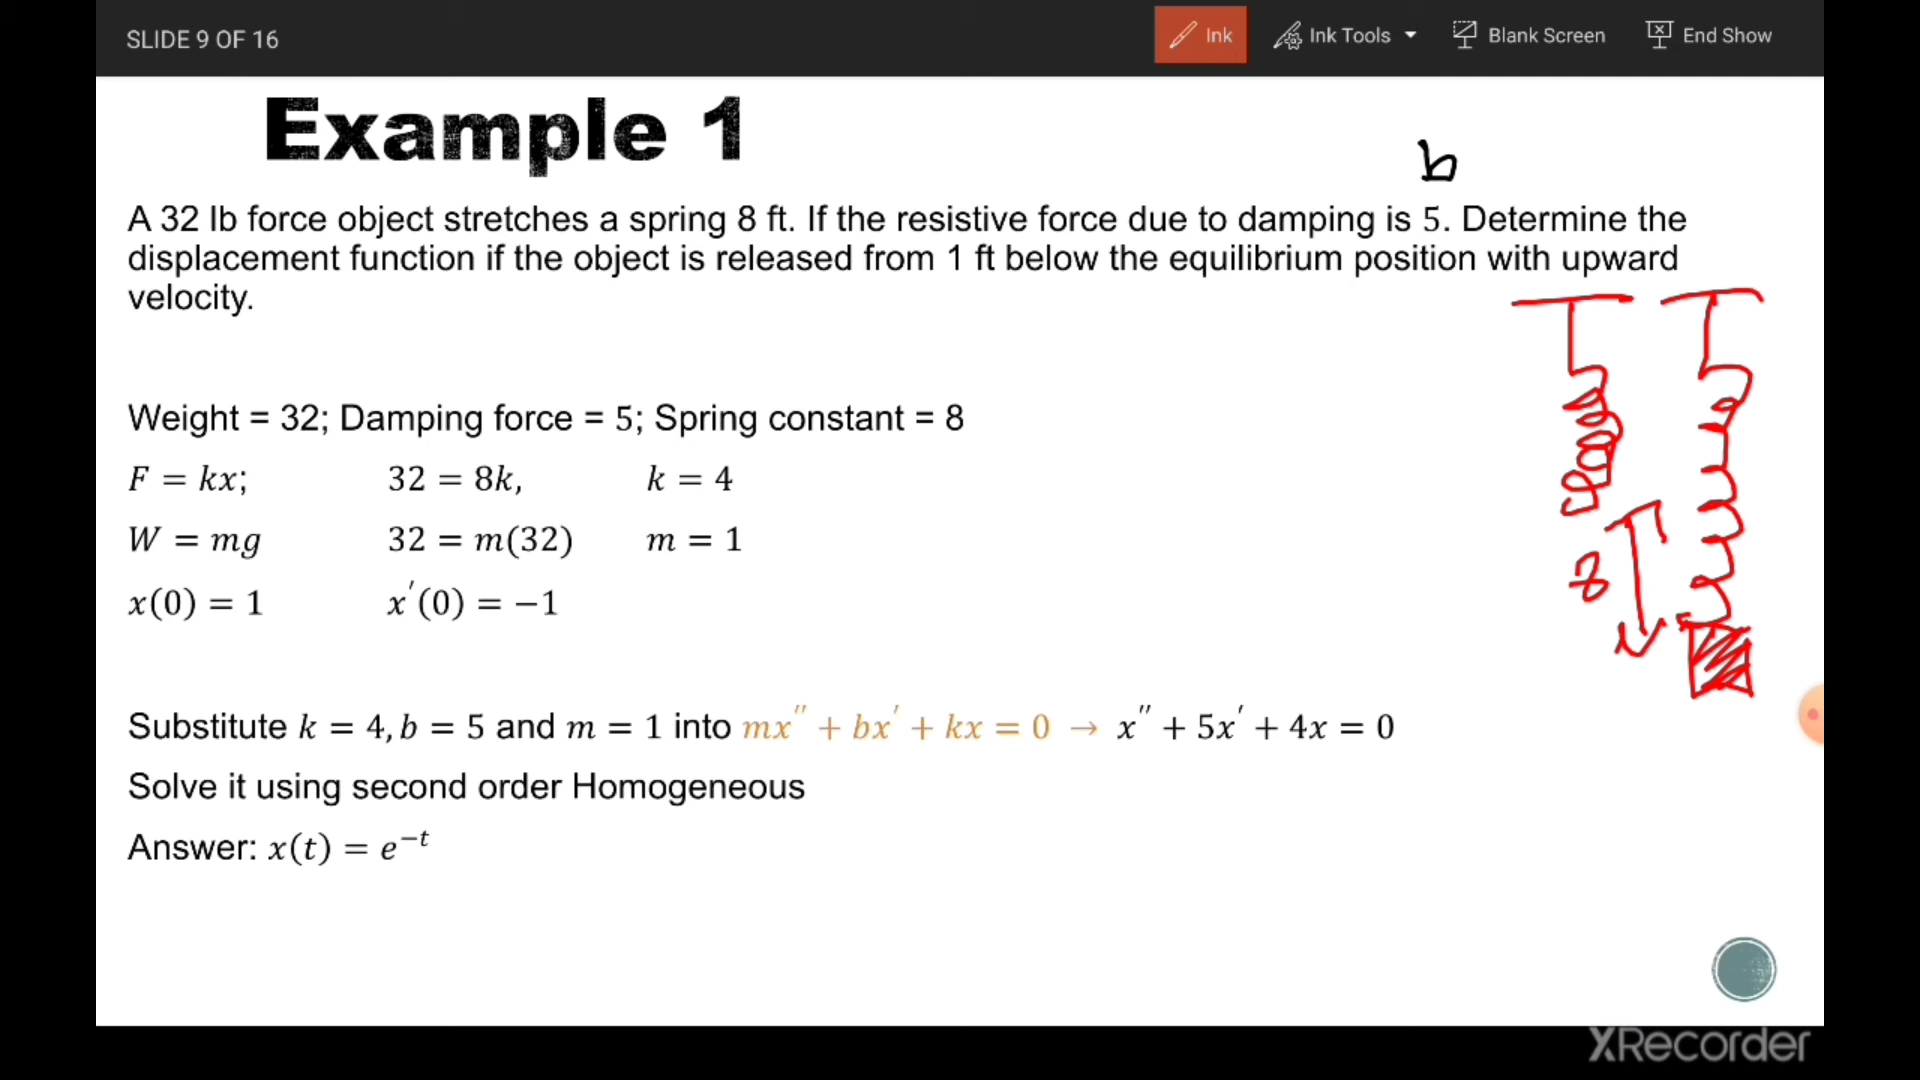 SLIDE 9 OF 16
Ink
Ink Tools
Blank Screen
End Show
Example 1
b
A 32 lb force object stretches a spring 8 ft. If the resistive force due to damping is 5. Determine the
displacement function if the object is released from 1 ft below the equilibrium position with upward
velocity.
Weight = 32; Damping force = 5; Spring constant = 8
F = kx; 32 = 8k, k = 4
W = mg 32 = m(32) m = 1
x(0) = 1 x′(0) = −1
8
Substitute k = 4, b = 5 and m = 1 into mx″ + bx′ + kx = 0 → x″ + 5x′ + 4x = 0
Solve it using second order Homogeneous
Answer: x(t) = e⁻ᵗ
XRecorder